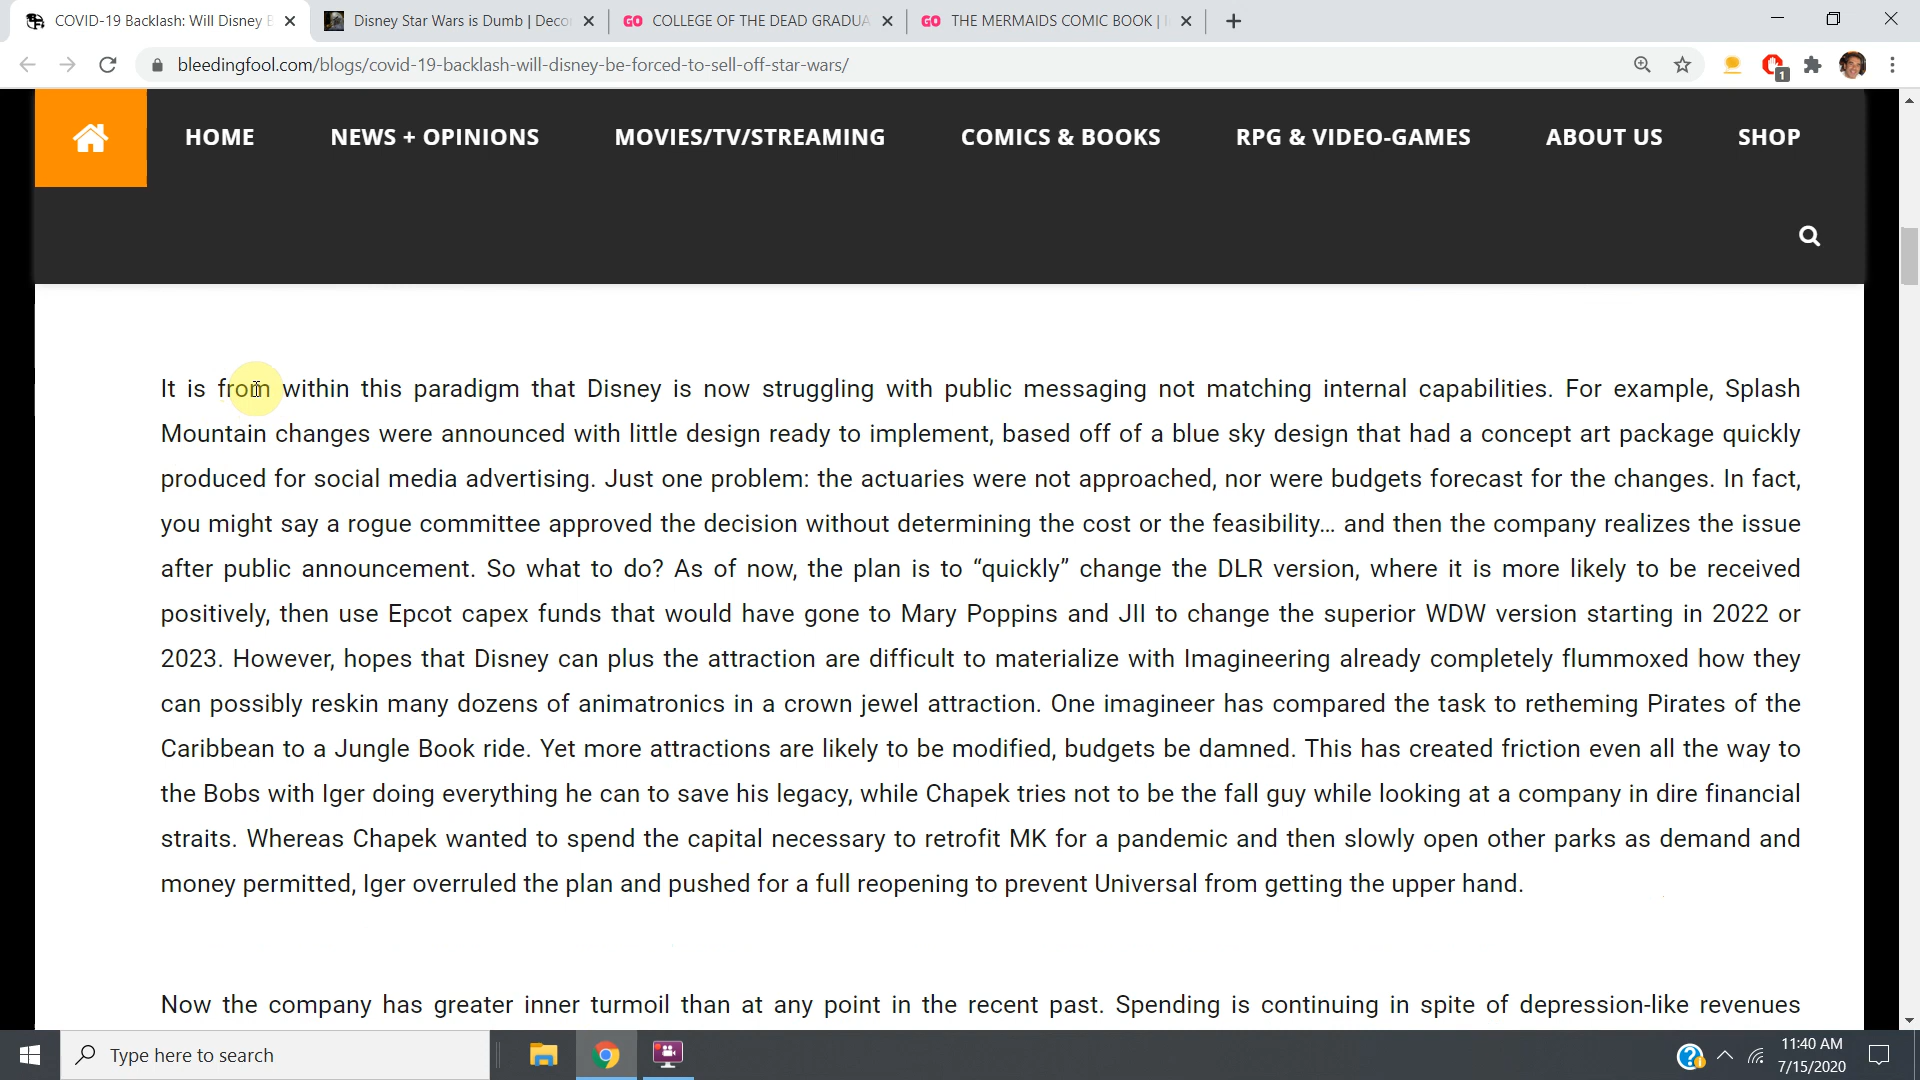 COVID-19 Backlash: Will Disney B
Disney Star Wars is Dumb | Deco
GO COLLEGE OF THE DEAD GRADUA
GO THE MERMAIDS COMIC BOOK | I
bleedingfool.com/blogs/covid-19-backlash-will-disney-be-forced-to-sell-off-star-wars/
1
HOME NEWS + OPINIONS MOVIES/TV/STREAMING COMICS & BOOKS RPG & VIDEO-GAMES ABOUT US SHOP
It is from within this paradigm that Disney is now struggling with public messaging not matching internal capabilities. For example, Splash
Mountain changes were announced with little design ready to implement, based off of a blue sky design that had a concept art package quickly
produced for social media advertising. Just one problem: the actuaries were not approached, nor were budgets forecast for the changes. In fact,
you might say a rogue committee approved the decision without determining the cost or the feasibility… and then the company realizes the issue
after public announcement. So what to do? As of now, the plan is to “quickly” change the DLR version, where it is more likely to be received
positively, then use Epcot capex funds that would have gone to Mary Poppins and JII to change the superior WDW version starting in 2022 or
2023. However, hopes that Disney can plus the attraction are difficult to materialize with Imagineering already completely flummoxed how they
can possibly reskin many dozens of animatronics in a crown jewel attraction. One imagineer has compared the task to retheming Pirates of the
Caribbean to a Jungle Book ride. Yet more attractions are likely to be modified, budgets be damned. This has created friction even all the way to
the Bobs with Iger doing everything he can to save his legacy, while Chapek tries not to be the fall guy while looking at a company in dire financial
straits. Whereas Chapek wanted to spend the capital necessary to retrofit MK for a pandemic and then slowly open other parks as demand and
money permitted, Iger overruled the plan and pushed for a full reopening to prevent Universal from getting the upper hand.
Now the company has greater inner turmoil than at any point in the recent past. Spending is continuing in spite of depression-like revenues
Type here to search
11:40 AM
7/15/2020